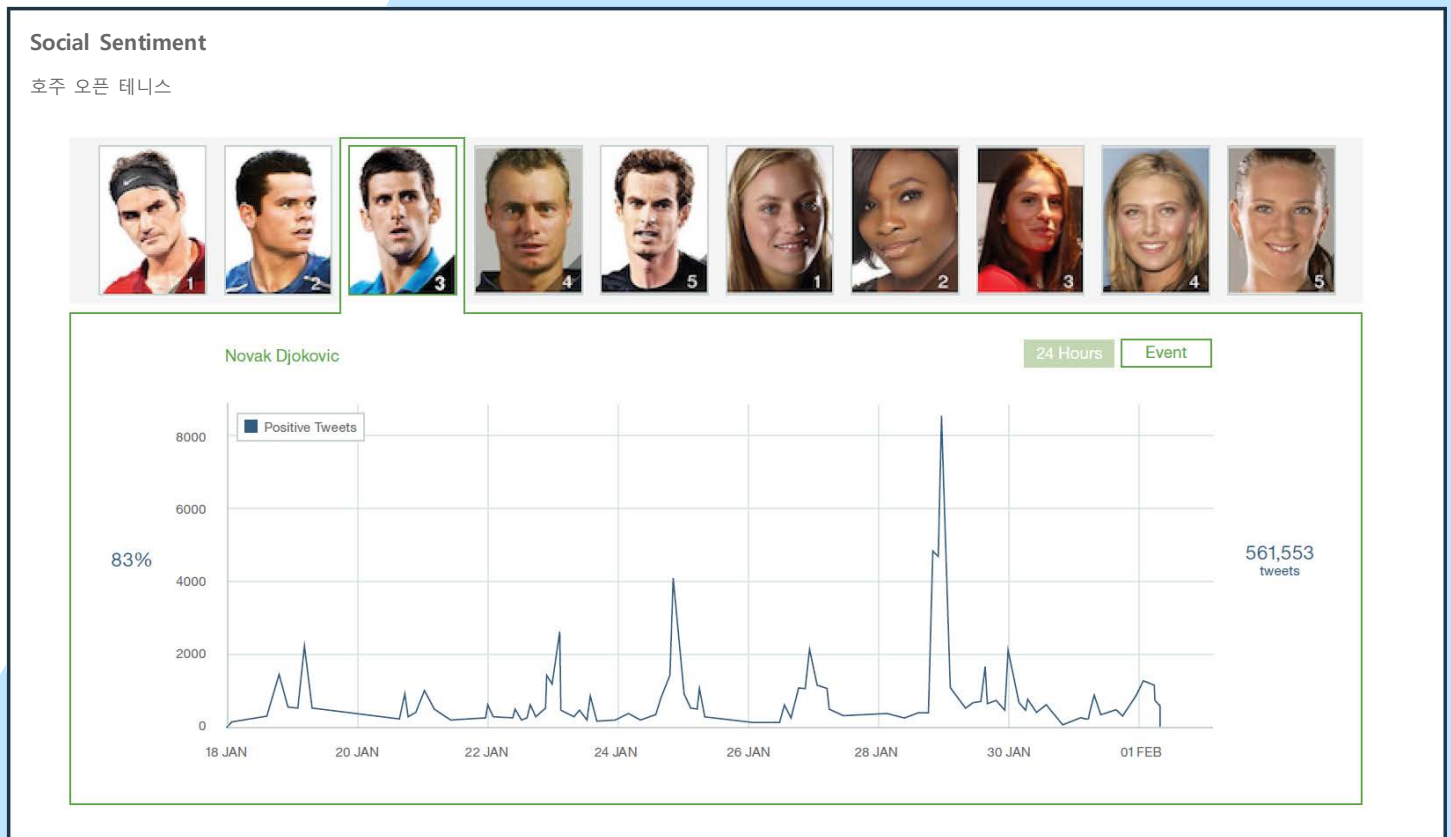 Social Sentiment
호주 오픈 테니스
1 2 3 4 5 1 2 3 4 5
Novak Djokovic
24 Hours Event
Positive Tweets
8000
6000
83%
561,553
tweets
4000
2000
0
18 JAN 20 JAN 22 JAN 24 JAN 26 JAN 28 JAN 30 JAN 01 FEB